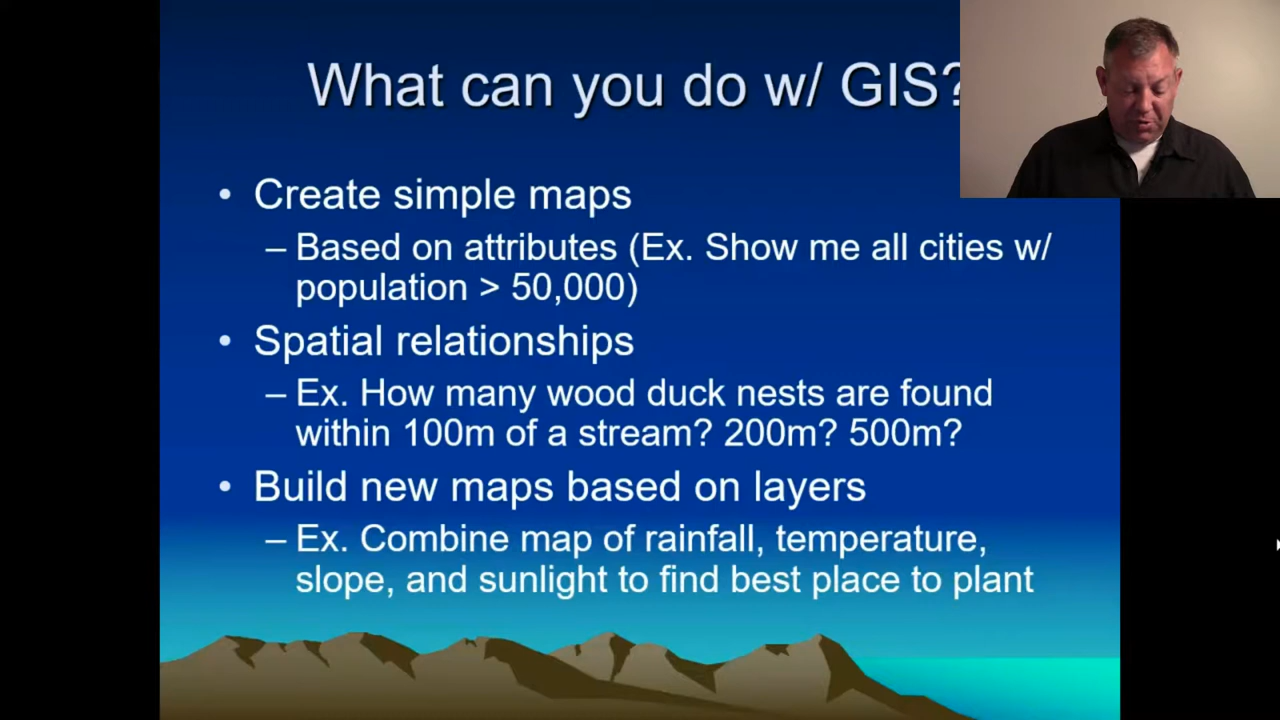 What can you do w/ GIS?
• Create simple maps
– Based on attributes (Ex. Show me all cities w/
population > 50,000)
• Spatial relationships
– Ex. How many wood duck nests are found
within 100m of a stream? 200m? 500m?
• Build new maps based on layers
– Ex. Combine map of rainfall, temperature,
slope, and sunlight to find best place to plant